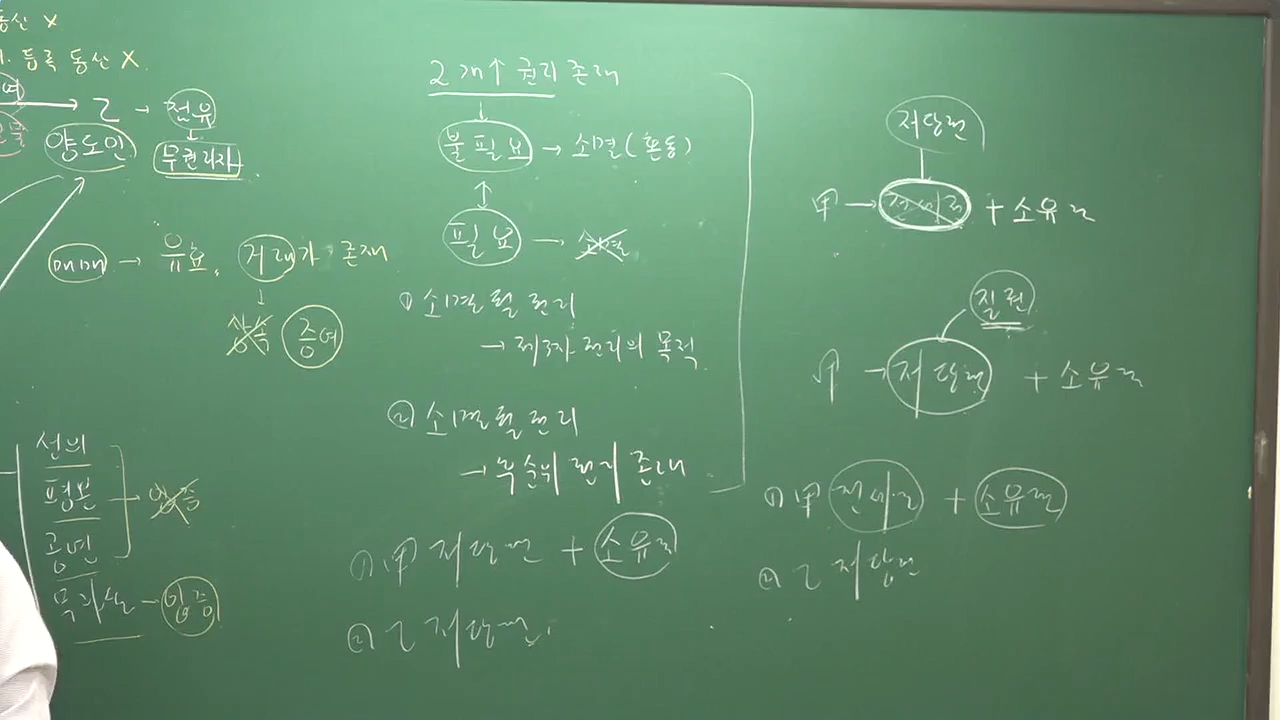 동산 X
등록 동산 X
乙 → 점유
양도인
무권리자
매매 → 유효, 거래가 존재
상속 증여
선의
평온
공연
무과실 - 입증
2개↑ 권리 존재
불필요 → 소멸(혼동)
필요 → 소멸
① 소멸될 권리
→ 제3자 권리의 목적
② 소멸될 권리
→ 후순위 권리 존재
① 甲 저당권 + 소유권
② 乙 저당권
저당권
甲 → 전세권 + 소유권
질권
甲 → 저당권 + 소유권
① 甲 전세권 + 소유권
② 乙 저당권